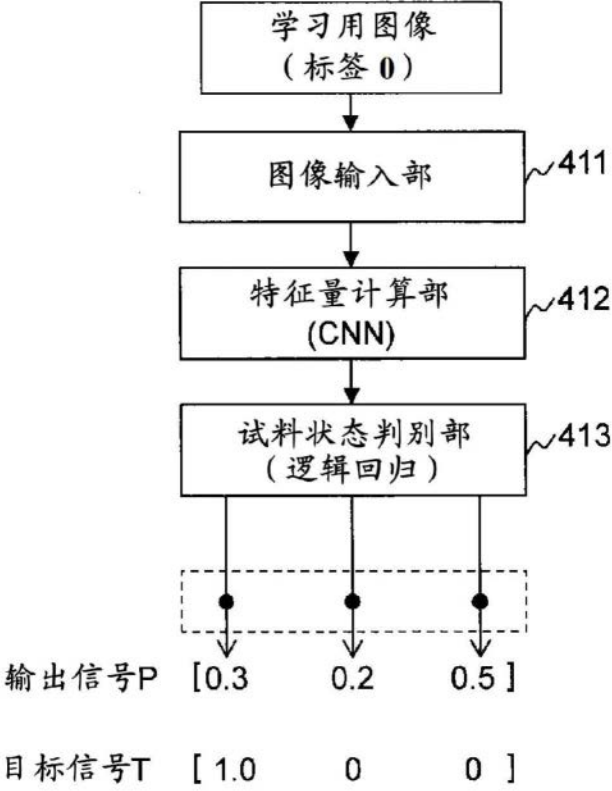 学习用图像
（标签 0）
图像输入部
411
特征量计算部
(CNN)
412
试料状态判别部
（逻辑回归）
413
输出信号P [0.3 0.2 0.5 ]
目标信号T [ 1.0 0 0 ]